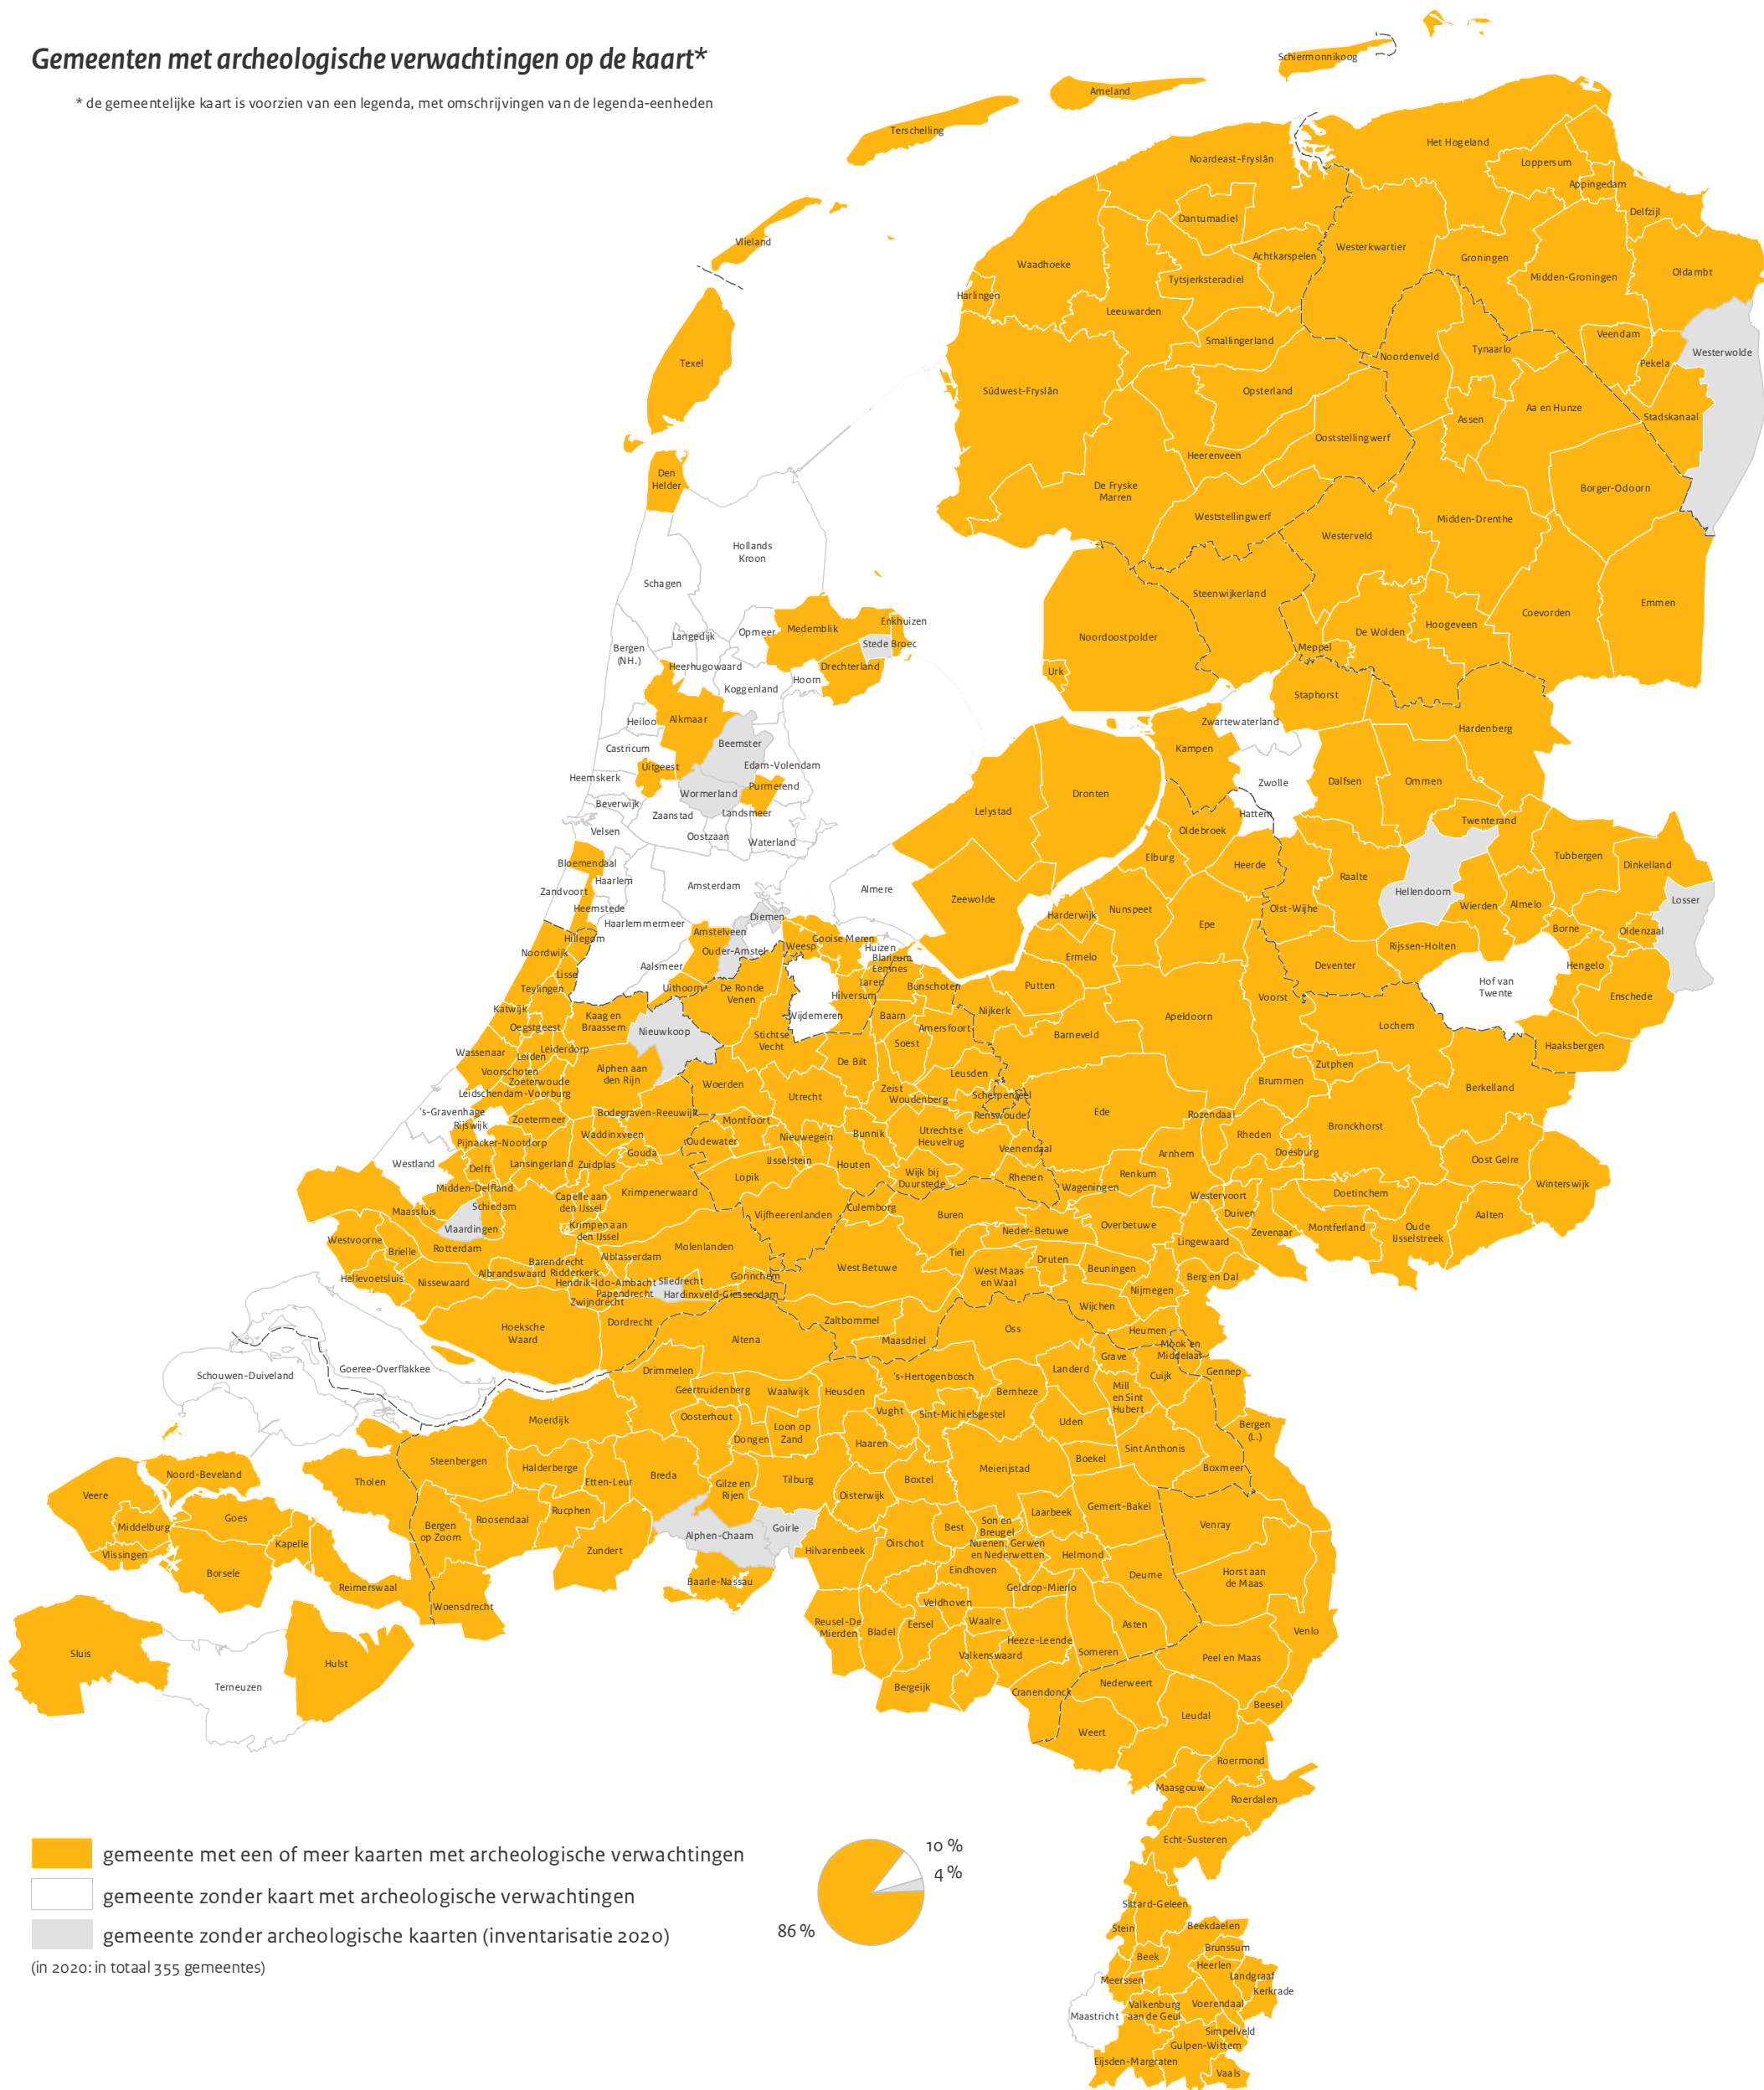 Gemeenten met archeologische verwachtingen op de kaart*
* de gemeentelijke kaart is voorzien van een legenda, met omschrijvingen van de legenda-eenheden
Schiermonnikoog
Ameland
Terschelling
Vlieland
Texel
Den
Helder
Noardeast-Fryslân
Het Hogeland
Loppersum
Appingedam
Delfzijl
Dantumadiel
Westerkwartier
Achtkarspelen
Groningen
Waadhoeke
Tytsjerksteradiel
Midden-Groningen
Oldambt
Harlingen
Leeuwarden
Smallingerland
Noordenveld
Tynaarlo
Veendam
Pekela
Westerwolde
Súdwest-Fryslân
Opsterland
Aa en Hunze
Assen
Stadskanaal
Ooststellingwerf
Heerenveen
De Fryske
Marren
Borger-Odoorn
Weststellingwerf
Midden-Drenthe
Westerveld
Hollands
Kroon
Schagen
Steenwijkerland
Emmen
Coevorden
Hoogeveen
De Wolden
Meppel
Noordoostpolder
Urk
Staphorst
Langedijk
Opmeer
Medemblik
Enkhuizen
Stede Broec
Bergen
(NH.)
Heerhugowaard
Drechterland
Hoorn
Koggenland
Heiloo
Alkmaar
Castricum
Beemster
Uitgeest
Edam-Volendam
Heemskerk
Purmerend
Wormerland
Beverwijk
Zaanstad
Landsmeer
Velsen
Oostzaan
Waterland
Zwartewaterland
Hardenberg
Kampen
Zwolle
Dalfsen
Ommen
Dronten
Lelystad
Hattem
Oldebroek
Twenterand
Elburg
Heerde
Tubbergen
Dinkelland
Raalte
Hellendoorn
Bloemendaal
Haarlem
Zandvoort
Amsterdam
Almere
Zeewolde
Heemstede
Haarlemmermeer
Diemen
Harderwijk
Nunspeet
Epe
Olst-Wijhe
Wierden
Almelo
Losser
Borne
Oldenzaal
Hillegom
Amstelveen
Ouder-Amstel
Weesp
Gooise Meren
Huizen
Blaricum
Eemnes
Laren
Noordwijk
Lisse
Aalsmeer
Ermelo
Rijssen-Holten
Deventer
Hengelo
Teylingen
Uithoorn
De Ronde
Venen
Hilversum
Bunschoten
Putten
Voorst
Hof van
Twente
Enschede
Katwijk
Oegstgeest
Kaag en
Braassem
Nieuwkoop
Wijdemeren
Baarn
Nijkerk
Apeldoorn
Lochem
Stichtse
Vecht
Soest
Amersfoort
Barneveld
Haaksbergen
Wassenaar
Leiden
Leiderdorp
De Bilt
Voorschoten
Zoeterwoude
Alphen aan
den Rijn
Leusden
Zutphen
Leidschendam-Voorburg
Woerden
Zeist
Woudenberg
Brummen
Berkelland
Utrecht
Scherpenzeel
Renswoude
Ede
Rozendaal
's-Gravenhage
Rijswijk
Zoetermeer
Bodegraven-Reeuwijk
Montfoort
Bronckhorst
Pijnacker-Nootdorp
Waddinxveen
Oudewater
Nieuwegein
Bunnik
Utrechtse
Heuvelrug
Rheden
Gouda
IJsselstein
Houten
Veenendaal
Arnhem
Doesburg
Westland
Delft
Lansingerland
Zuidplas
Lopik
Wijk bij
Duurstede
Rhenen
Renkum
Oost Gelre
Midden-Delfland
Krimpenerwaard
Wageningen
Westervoort
Doetinchem
Winterswijk
Maassluis
Schiedam
Capelle aan
den IJssel
Vijfheerenlanden
Culemborg
Buren
Duiven
Aalten
Vlaardingen
Krimpen aan
den IJssel
Neder-Betuwe
Overbetuwe
Zevenaar
Montferland
Oude
IJsselstreek
Westvoorne
Brielle
Rotterdam
Molenlanden
Lingewaard
Barendrecht
Alblasserdam
Tiel
Druten
Hellevoetsluis
Nissewaard
Albrandswaard
Ridderkerk
Hendrik-Ido-Ambacht
Sliedrecht
Gorinchem
West Betuwe
West Maas
en Waal
Beuningen
Berg en Dal
Papendrecht
Hardinxveld-Giessendam
Zwijndrecht
Nijmegen
Wijchen
Hoeksche
Waard
Dordrecht
Altena
Zaltbommel
Maasdriel
Oss
Heumen
Mook en
Middelaar
Goeree-Overflakkee
Schouwen-Duiveland
Drimmelen
Geertruidenberg
Waalwijk
Heusden
's-Hertogenbosch
Landerd
Grave
Cuijk
Gennep
Bernheze
Mill
en Sint
Hubert
Moerdijk
Oosterhout
Loon op
Zand
Vught
Sint-Michielsgestel
Uden
Bergen
(L.)
Dongen
Haaren
Sint Anthonis
Steenbergen
Halderberge
Etten-Leur
Breda
Gilze en
Rijen
Tilburg
Boxtel
Meierijstad
Boekel
Boxmeer
Noord-Beveland
Tholen
Veere
Oisterwijk
Gemert-Bakel
Goes
Middelburg
Bergen
op Zoom
Roosendaal
Rucphen
Laarbeek
Venray
Kapelle
Alphen-Chaam
Goirle
Best
Son en
Breugel
Vlissingen
Zundert
Hilvarenbeek
Oirschot
Nuenen, Gerwen
en Nederwetten
Helmond
Borsele
Reimerswaal
Baarle-Nassau
Eindhoven
Deurne
Horst aan
de Maas
Woensdrecht
Geldrop-Mierlo
Veldhoven
Reusel-De
Mierden
Bladel
Eersel
Waalre
Asten
Venlo
Heeze-Leende
Sluis
Hulst
Terneuzen
Valkenswaard
Someren
Peel en Maas
Bergeijk
Cranendonck
Nederweert
Beesel
Weert
Leudal
Roermond
Maasgouw
Roerdalen
Echt-Susteren
Sittard-Geleen
Stein
Beekdaelen
Beek
Brunssum
Heerlen
Meerssen
Landgraaf
Kerkrade
Valkenburg
aan de Geul
Voerendaal
Maastricht
Simpelveld
Gulpen-Wittem
Eijsden-Margraten
Vaals
gemeente met een of meer kaarten met archeologische verwachtingen
gemeente zonder kaart met archeologische verwachtingen
gemeente zonder archeologische kaarten (inventarisatie 2020)
(in 2020: in totaal 355 gemeentes)
10 %
4 %
86 %